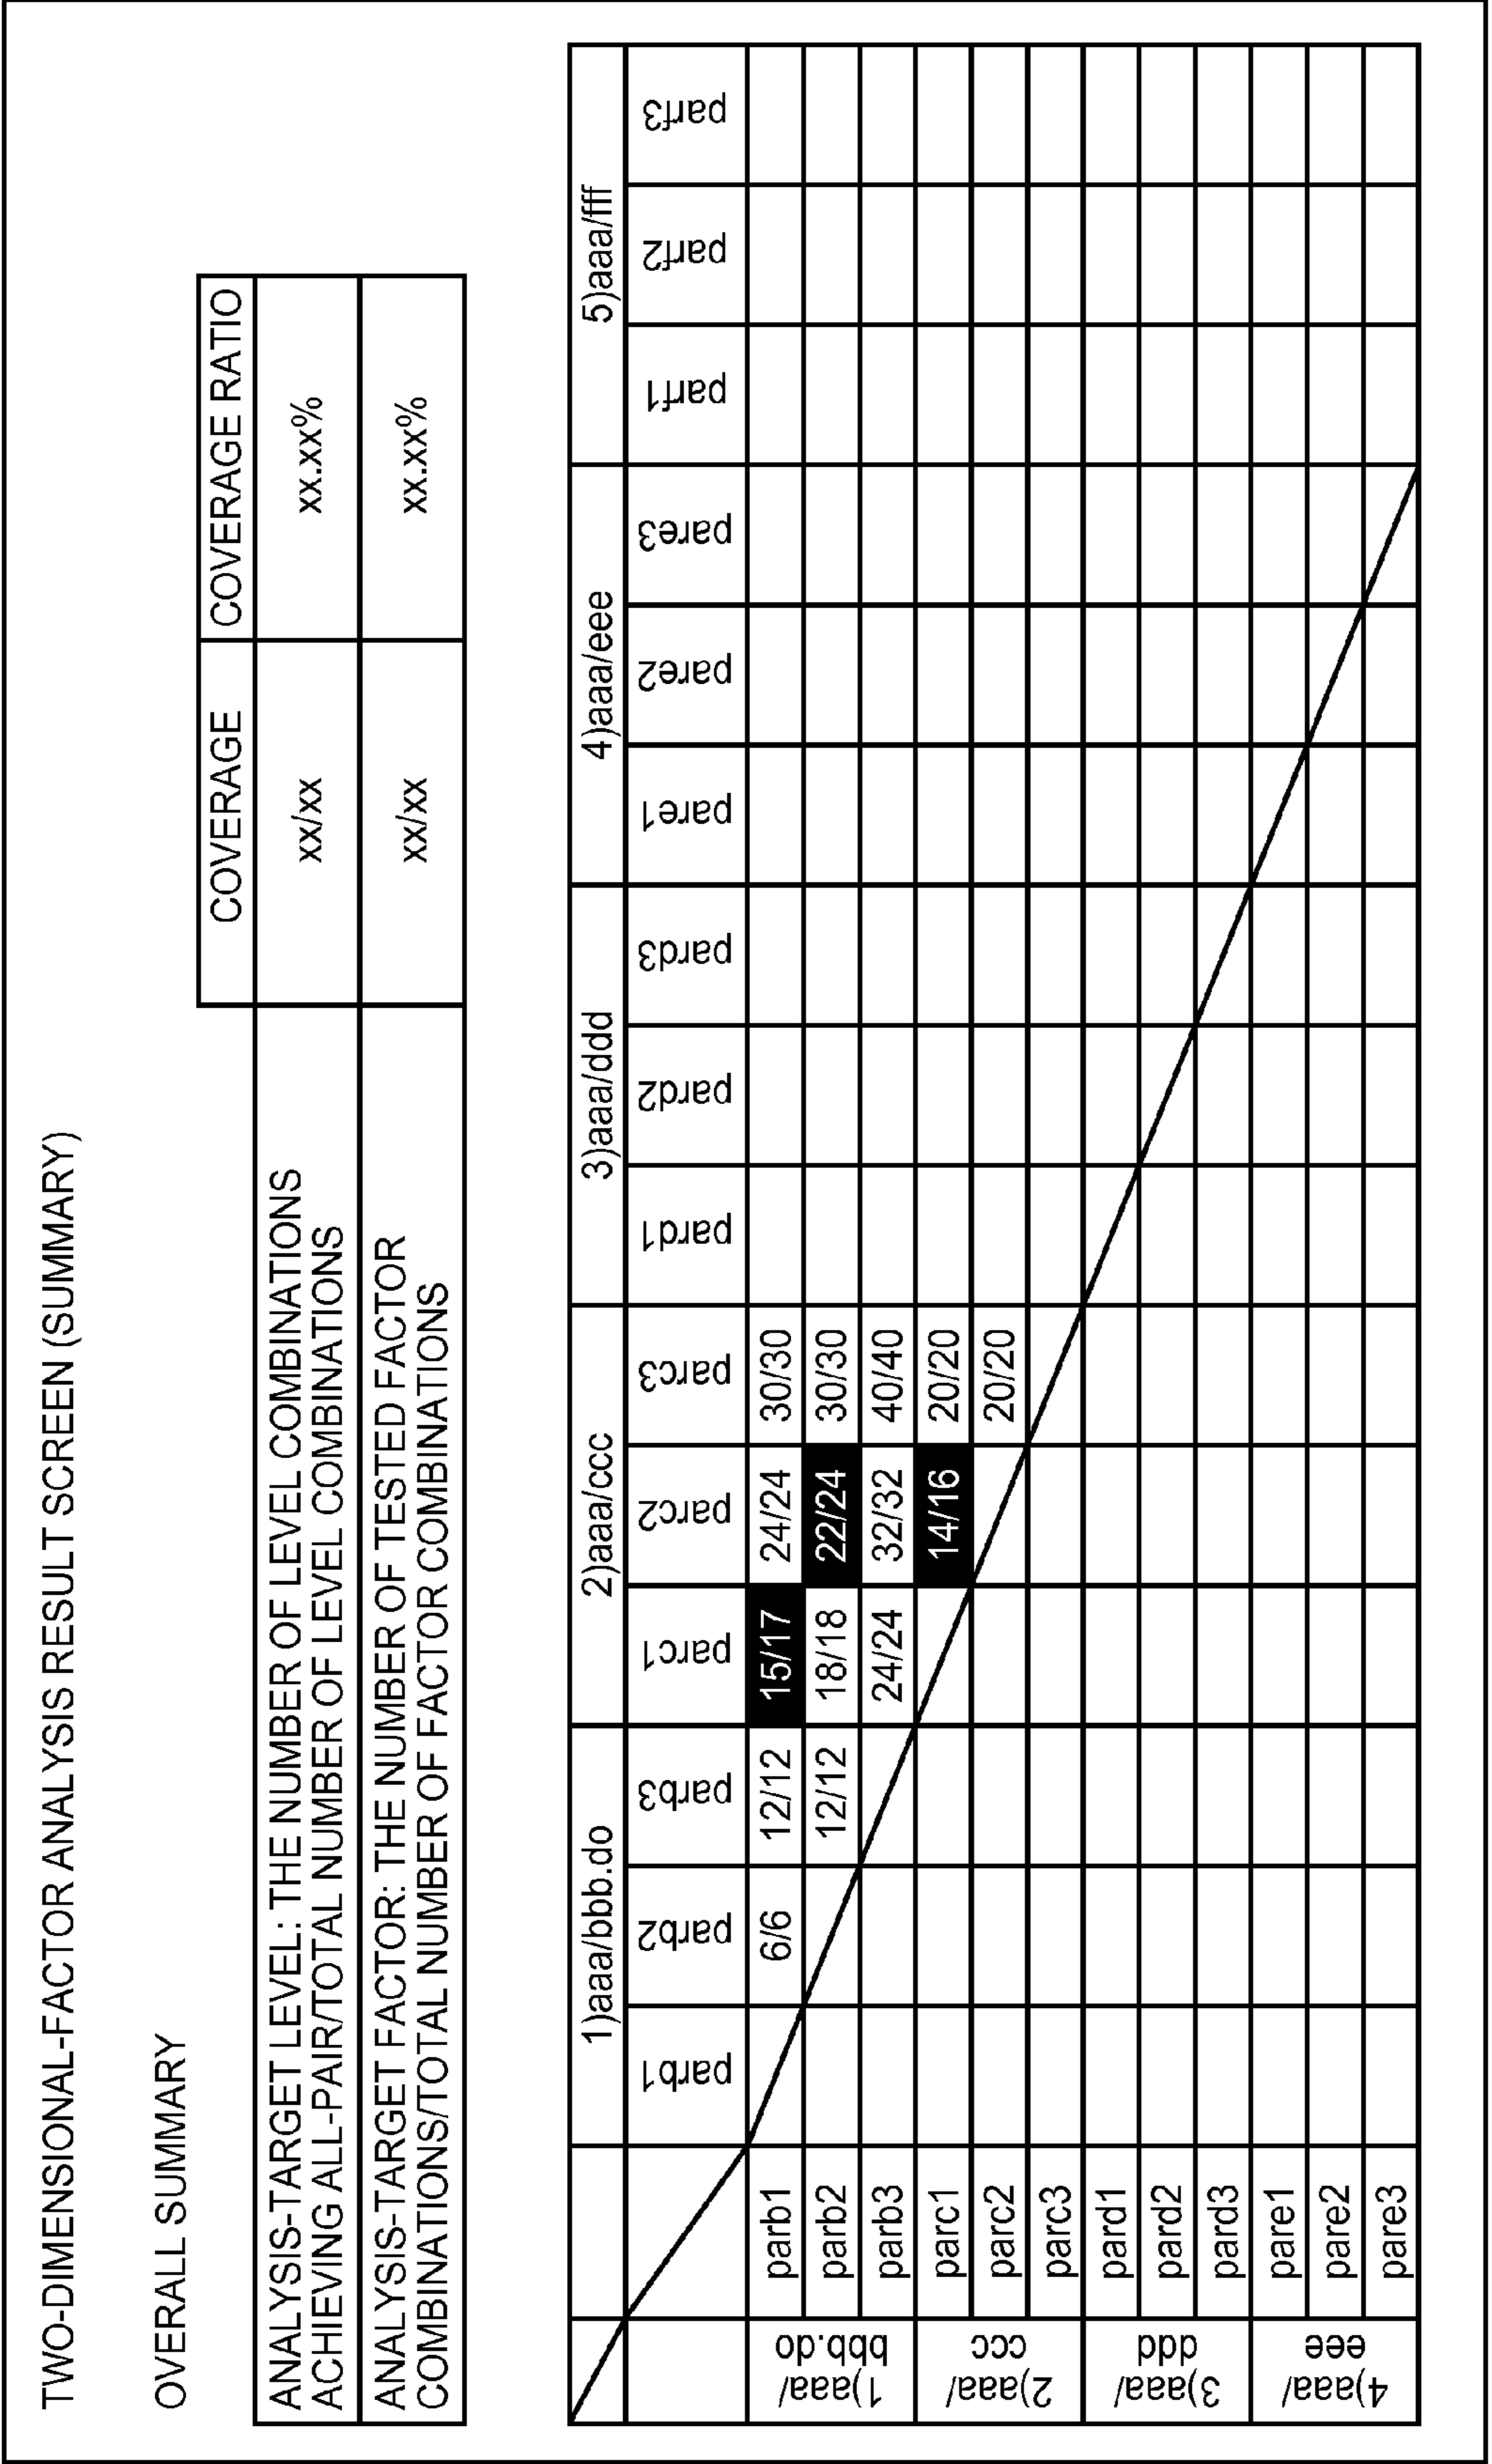 TWO-DIMENSIONAL-FACTOR ANALYSIS RESULT SCREEN (SUMMARY)
OVERALL SUMMARY
COVERAGE COVERAGE RATIO
ANALYSIS-TARGET LEVEL: THE NUMBER OF LEVEL COMBINATIONS
ACHIEVING ALL-PAIR/TOTAL NUMBER OF LEVEL COMBINATIONS
xx/xx xx.xx%
ANALYSIS-TARGET FACTOR: THE NUMBER OF TESTED FACTOR
COMBINATIONS/TOTAL NUMBER OF FACTOR COMBINATIONS
xx/xx xx.xx%
1)aaa/bbb.do 2)aaa/ccc 3)aaa/ddd 4)aaa/eee 5)aaa/fff
parb1 parb2 parb3 parc1 parc2 parc3 pard1 pard2 pard3 pare1 pare2 pare3 parf1 parf2 parf3
1)aaa/
bbb.do
parb1 6/6 12/12 15/17 24/24 30/30
parb2 12/12 18/18 22/24 30/30
parb3 24/24 32/32 40/40
2)aaa/
ccc
parc1 14/16 20/20
parc2 20/20
parc3
3)aaa/
ddd
pard1
pard2
pard3
4)aaa/
eee
pare1
pare2
pare3